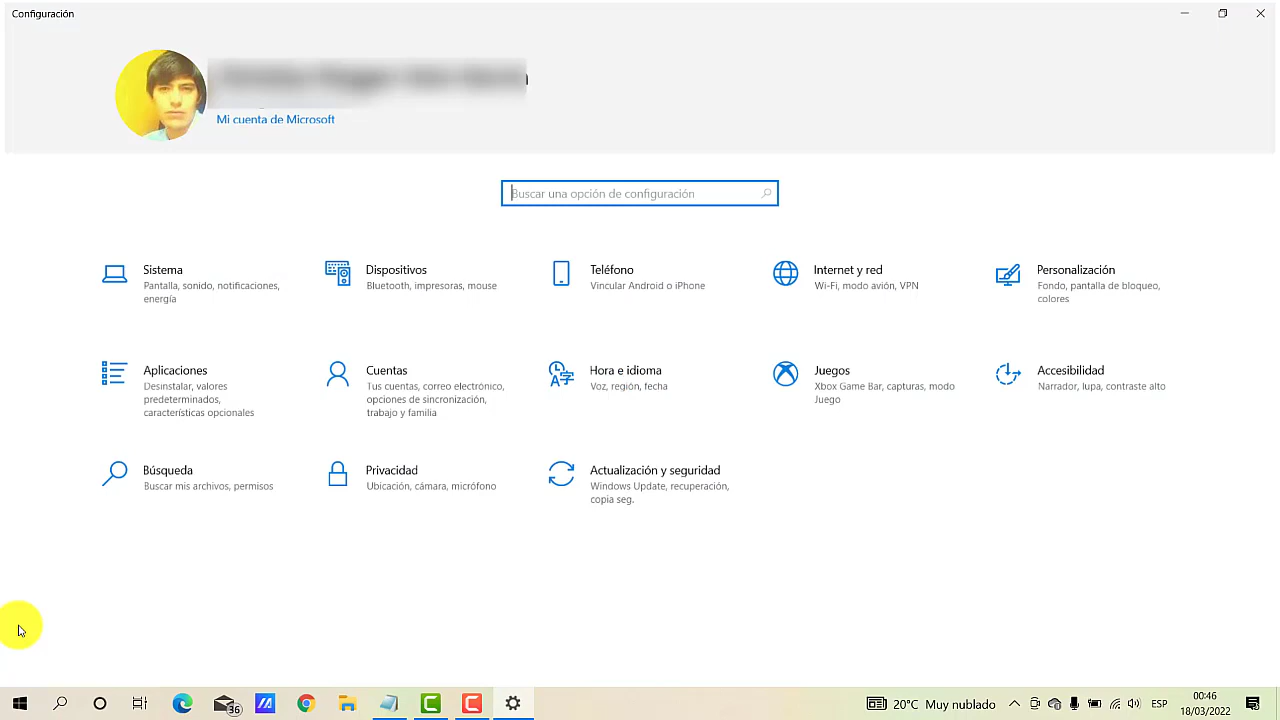 Configuración
Mi cuenta de Microsoft
Buscar una opción de configuración
Sistema
Pantalla, sonido, notificaciones,
energía
Dispositivos
Bluetooth, impresoras, mouse
Teléfono
Vincular Android o iPhone
Internet y red
Wi-Fi, modo avión, VPN
Personalización
Fondo, pantalla de bloqueo,
colores
Aplicaciones
Desinstalar, valores
predeterminados,
características opcionales
Cuentas
Tus cuentas, correo electrónico,
opciones de sincronización,
trabajo y familia
Hora e idioma
Voz, región, fecha
Juegos
Xbox Game Bar, capturas, modo
Juego
Accesibilidad
Narrador, lupa, contraste alto
Búsqueda
Buscar mis archivos, permisos
Privacidad
Ubicación, cámara, micrófono
Actualización y seguridad
Windows Update, recuperación,
copia seg.
36
20°C Muy nublado
ESP
00:46
18/03/2022